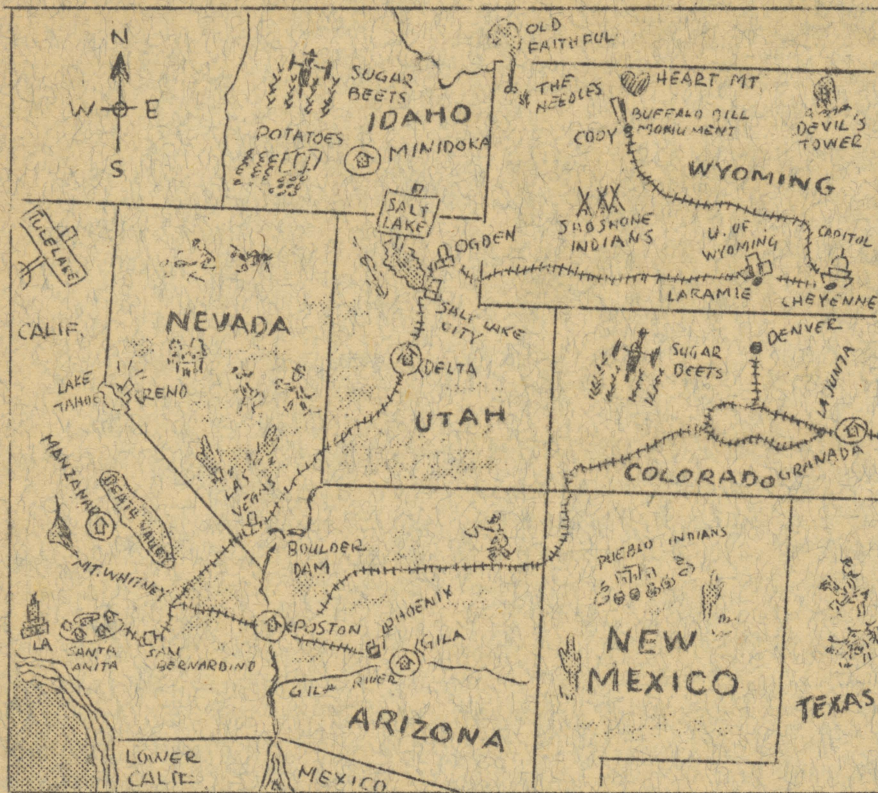 N
W E
S
SUGAR
BEETS
POTATOES
IDAHO
MINIDOKA
OLD
FAITHFUL
THE
NEEDLES
HEART MT.
BUFFALO BILL
MONUMENT
CODY
DEVIL'S
TOWER
WYOMING
SHOSHONE
INDIANS
U. OF
WYOMING
CAPITOL
LARAMIE
CHEYENNE
TULELAKE
CALIF.
NEVADA
LAKE
TAHOE
RENO
SALT
LAKE
OGDEN
SALT LAKE
CITY
DELTA
UTAH
SUGAR
BEETS
DENVER
LA JUNTA
COLORADO
GRANADA
MANZANAR
DEATH VALLEY
MT. WHITNEY
LAS
VEGAS
BOULDER
DAM
LA
SANTA
ANITA
SAN
BERNARDINO
POSTON
PHOENIX
GILA
GILA RIVER
ARIZONA
PUEBLO INDIANS
NEW
MEXICO
TEXAS
LOWER
CALIF.
MEXICO